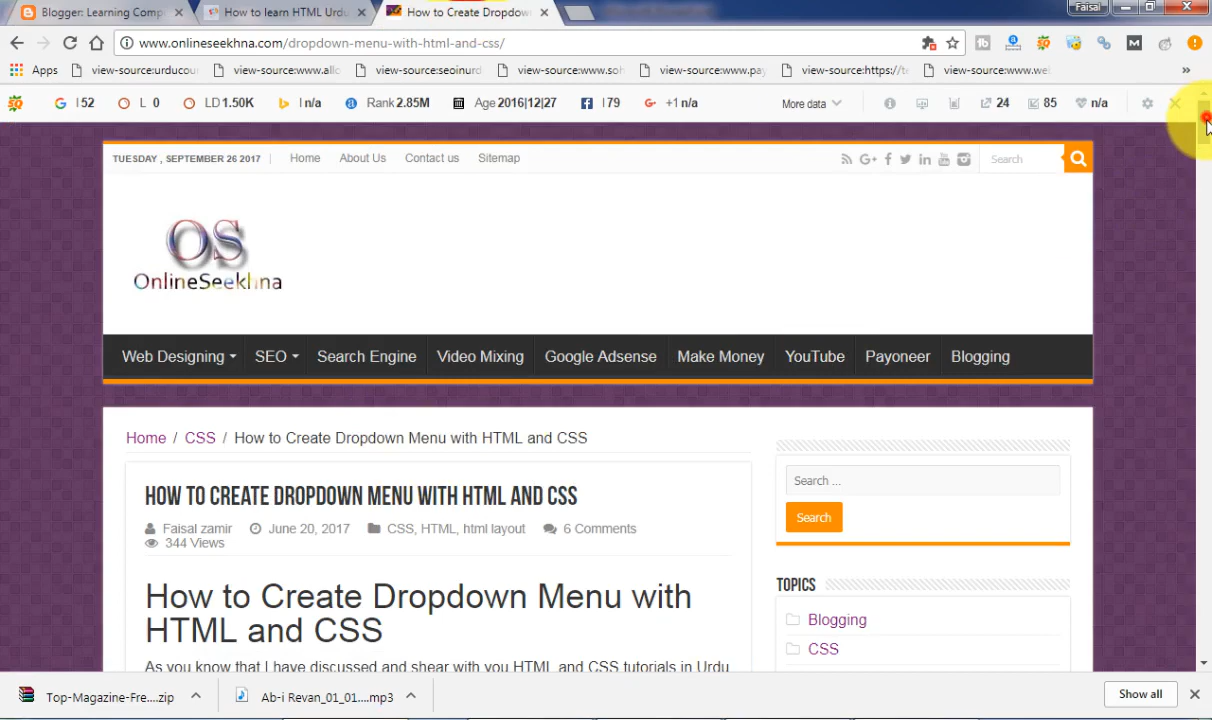 Blogger: Learning Comp
How to learn HTML Urdu
How to Create Dropdow
Faisal
www.onlineseekhna.com/dropdown-menu-with-html-and-css/
Apps
view-source:urducou
view-source:www.allo
view-source:seoinurd
view-source:www.soh
view-source:www.pay
view-source:https://te
view-source:www.wel
I 52
L 0
LD 1.50K
I n/a
Rank 2.85M
Age 2016|12|27
I 79
+1 n/a
More data
24
85
n/a
TUESDAY , SEPTEMBER 26 2017
Home
About Us
Contact us
Sitemap
Search
OS
OnlineSeekhna
Web Designing
SEO
Search Engine
Video Mixing
Google Adsense
Make Money
YouTube
Payoneer
Blogging
Home / CSS / How to Create Dropdown Menu with HTML and CSS
Search ...
HOW TO CREATE DROPDOWN MENU WITH HTML AND CSS
Search
Faisal zamir
June 20, 2017
CSS, HTML, html layout
6 Comments
344 Views
TOPICS
How to Create Dropdown Menu with
HTML and CSS
Blogging
CSS
As you know that I have discussed and shear with you HTML and CSS tutorials in Urdu
Top-Magazine-Fre....zip
Ab-i Revan_01_01....mp3
Show all